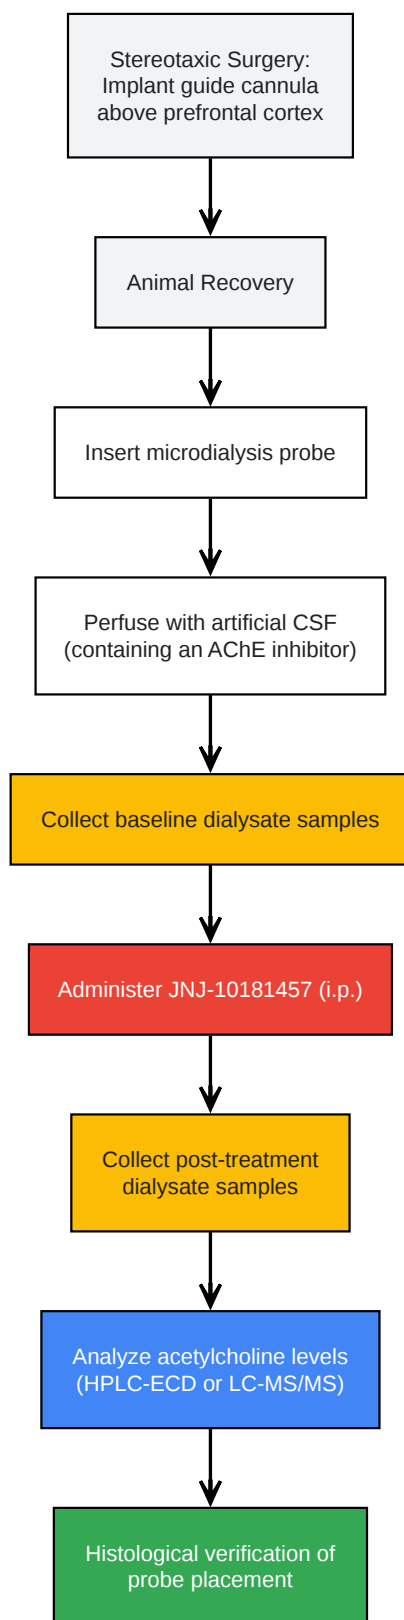 Stereotaxic Surgery:
Implant guide cannula
above prefrontal cortex
Animal Recovery
Insert microdialysis probe
Perfuse with artificial CSF
(containing an AChE inhibitor)
Collect baseline dialysate samples
Administer JNJ-10181457 (i.p.)
Collect post-treatment
dialysate samples
Analyze acetylcholine levels
(HPLC-ECD or LC-MS/MS)
Histological verification of
probe placement